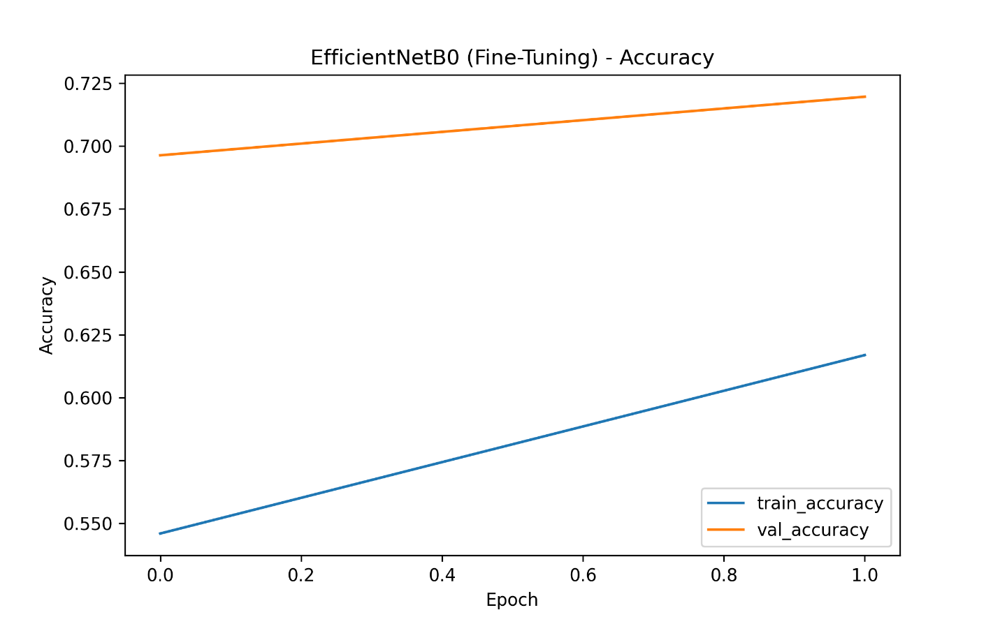 EfficientNetB0 (Fine-Tuning) - Accuracy
0.725
0.700
0.675
0.650
0.625
0.600
0.575
0.550
Accuracy
train_accuracy
val_accuracy
0.0 0.2 0.4 0.6 0.8 1.0
Epoch